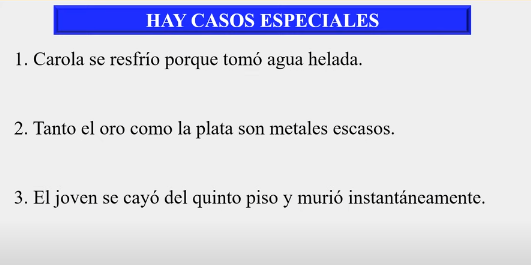 HAY CASOS ESPECIALES
1. Carola se resfrío porque tomó agua helada.
2. Tanto el oro como la plata son metales escasos.
3. El joven se cayó del quinto piso y murió instantáneamente.